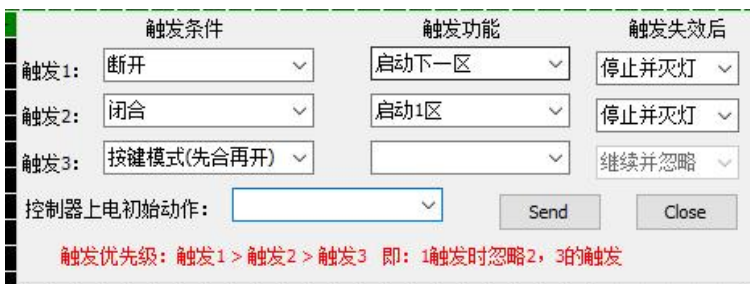 触发条件 触发功能 触发失效后
触发1: 断开 启动下一区 停止并灭灯
触发2: 闭合 启动1区 停止并灭灯
触发3: 按键模式(先合再开) 继续并忽略
控制器上电初始动作: Send Close
触发优先级: 触发1 > 触发2 > 触发3 即: 1触发时忽略2，3的触发